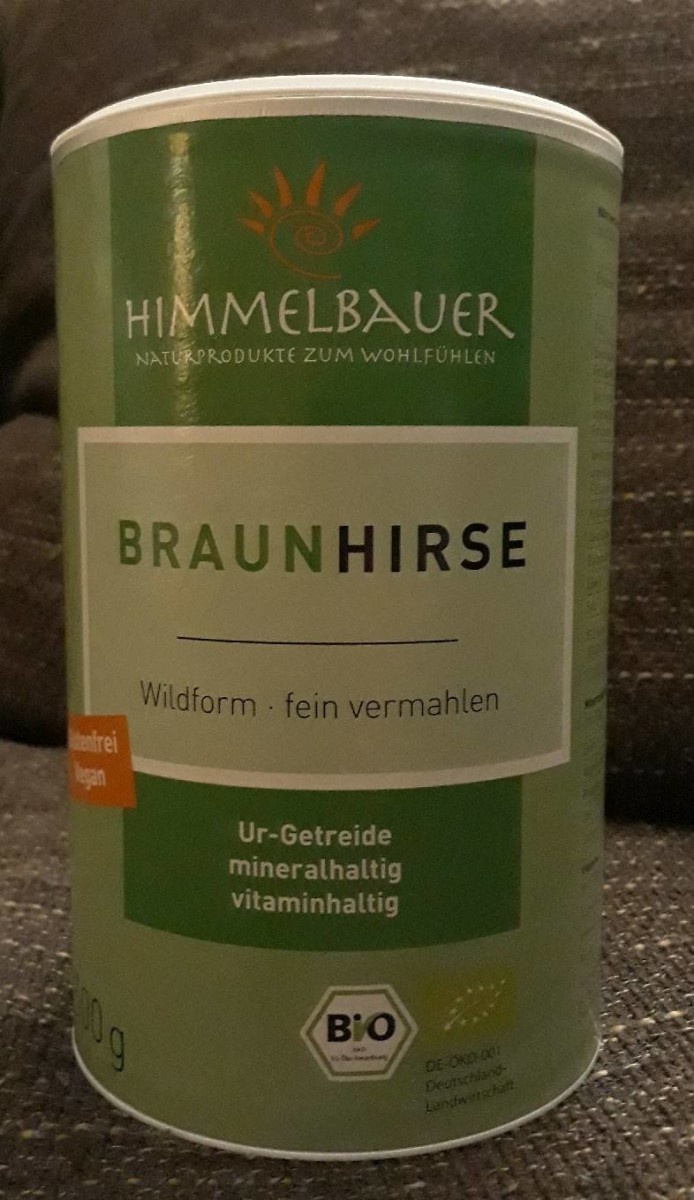 HIMMELBAUER
NATURPRODUKTE ZUM WOHLFÜHLEN
BRAUNHIRSE
Wildform · fein vermahlen
Vegan
Ur-Getreide
mineralhaltig
vitaminhaltig
g
BiO
DE-ÖKO-001
Deutschland-
Landwirtschaft